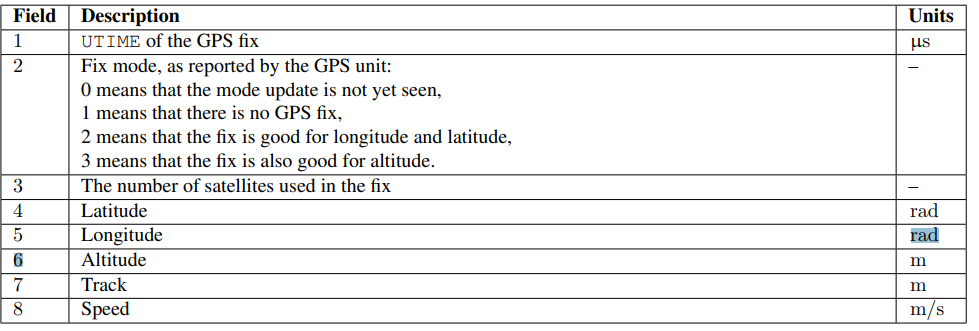 Field Description Units
1 UTIME of the GPS fix μs
2 Fix mode, as reported by the GPS unit: –
0 means that the mode update is not yet seen,
1 means that there is no GPS fix,
2 means that the fix is good for longitude and latitude,
3 means that the fix is also good for altitude.
3 The number of satellites used in the fix –
4 Latitude rad
5 Longitude rad
6 Altitude m
7 Track m
8 Speed m/s